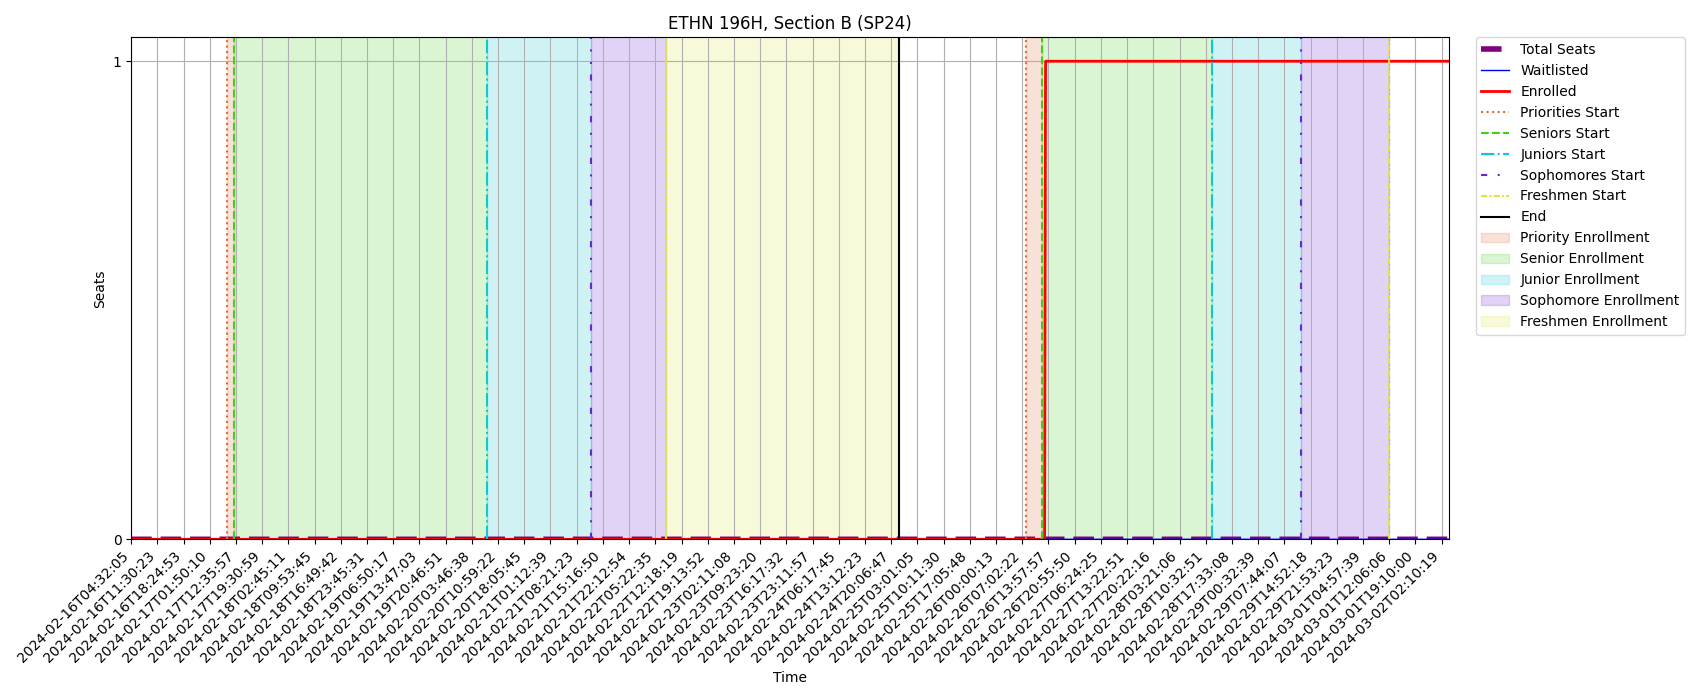 ETHN 196H, Section B (SP24)
Total Seats
Waitlisted
Enrolled
Priorities Start
Seniors Start
Juniors Start
Sophomores Start
Freshmen Start
End
Priority Enrollment
Senior Enrollment
Junior Enrollment
Sophomore Enrollment
Freshmen Enrollment
1
Seats
0
2024-02-16T04:32:05
2024-02-16T11:30:23
2024-02-16T18:24:53
2024-02-17T01:50:10
2024-02-17T12:35:57
2024-02-17T19:30:59
2024-02-18T02:45:11
2024-02-18T09:53:45
2024-02-18T16:49:42
2024-02-18T23:45:31
2024-02-19T06:50:17
2024-02-19T13:47:03
2024-02-19T20:46:51
2024-02-20T03:46:38
2024-02-20T10:59:22
2024-02-20T18:05:45
2024-02-21T01:12:39
2024-02-21T08:21:23
2024-02-21T15:16:50
2024-02-21T22:12:54
2024-02-22T05:22:35
2024-02-22T12:18:19
2024-02-22T19:13:52
2024-02-23T02:11:08
2024-02-23T09:23:20
2024-02-23T16:17:32
2024-02-23T23:11:57
2024-02-24T06:17:45
2024-02-24T13:12:23
2024-02-24T20:06:47
2024-02-25T03:01:05
2024-02-25T10:11:30
2024-02-25T17:05:48
2024-02-26T00:00:13
2024-02-26T07:02:22
2024-02-26T13:57:57
2024-02-26T20:55:50
2024-02-27T06:24:25
2024-02-27T13:22:51
2024-02-27T20:22:16
2024-02-28T03:21:06
2024-02-28T10:32:51
2024-02-28T17:33:08
2024-02-29T00:32:39
2024-02-29T07:44:07
2024-02-29T14:52:18
2024-02-29T21:53:23
2024-03-01T04:57:39
2024-03-01T12:06:06
2024-03-01T19:10:00
2024-03-02T02:10:19
Time